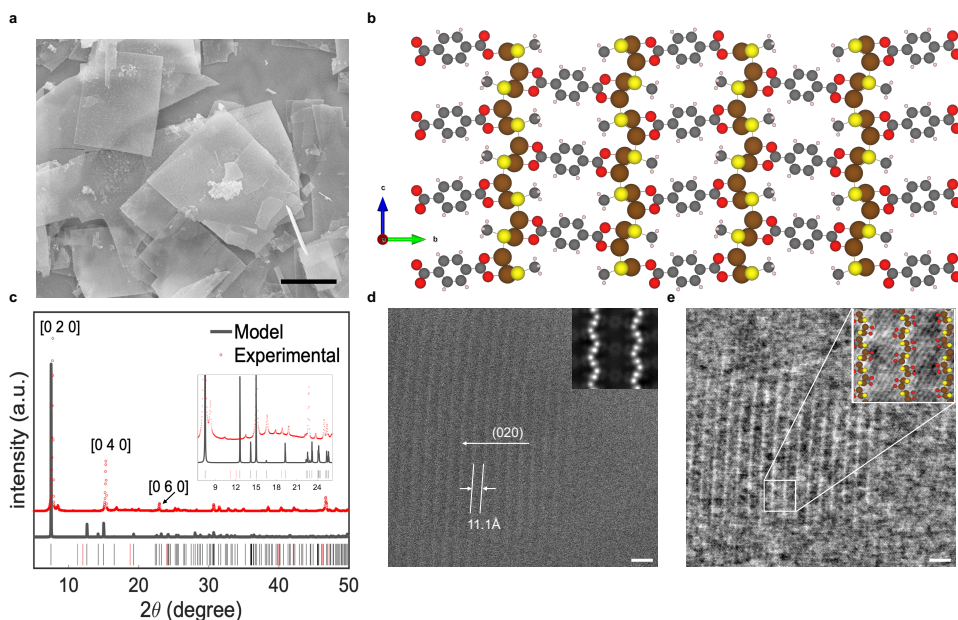 a
b
c
b
c
[0 2 0]
Model
Experimental
[0 4 0]
[0 6 0]
9 12 15 18 21 24
intensity (a.u.)
10 20 30 40 50
2θ (degree)
d
(020)
11.1Å
e